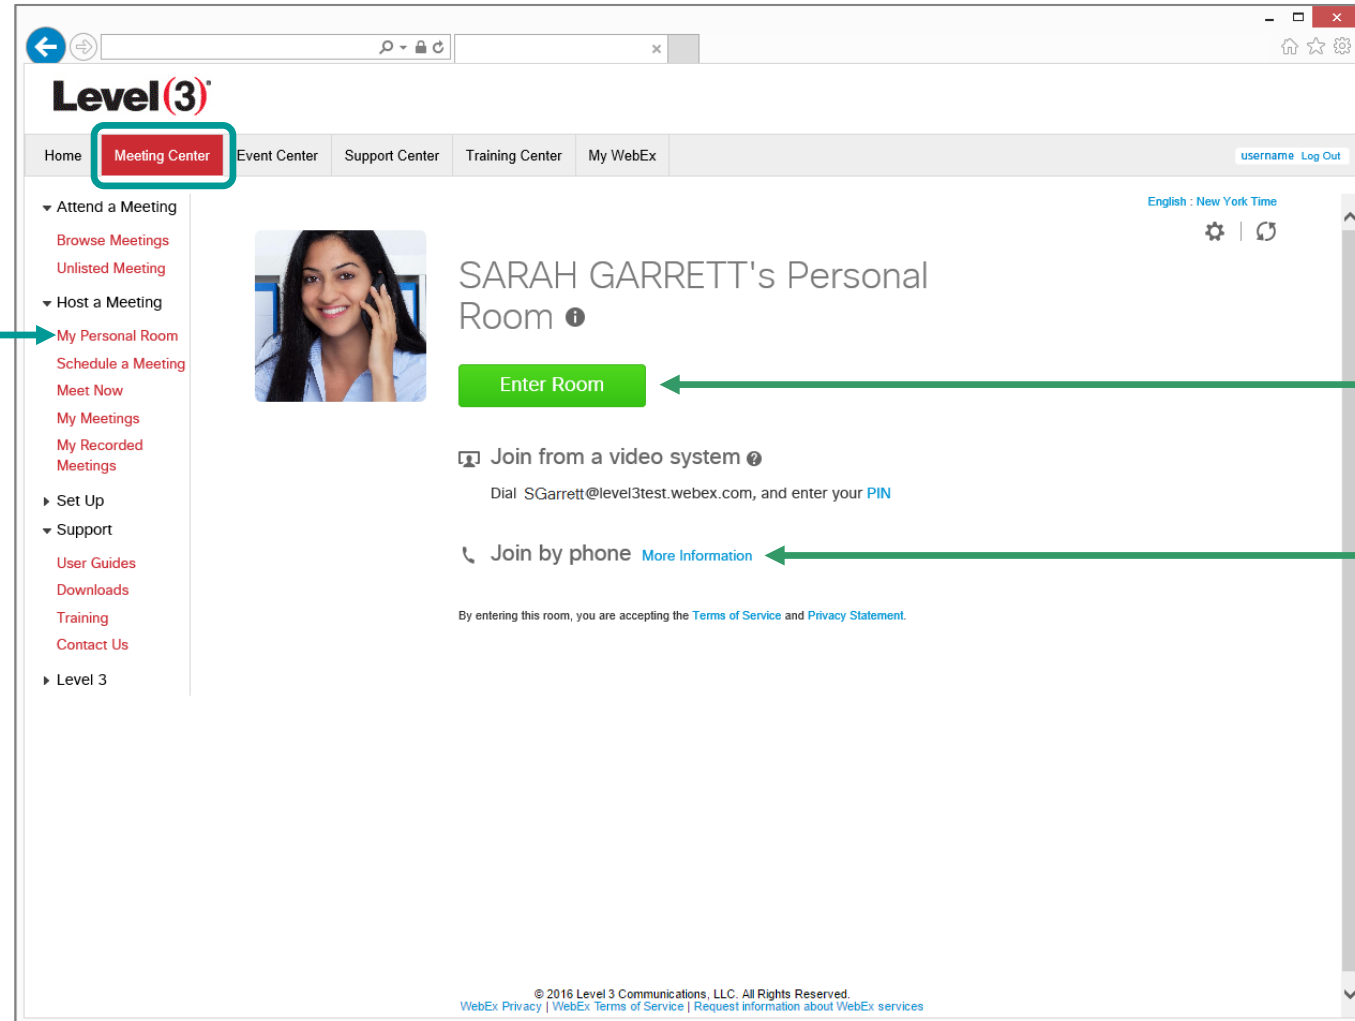 Level(3)
Home Meeting Center Event Center Support Center Training Center My WebEx username Log Out
English : New York Time
Attend a Meeting
Browse Meetings
Unlisted Meeting
Host a Meeting
My Personal Room
Schedule a Meeting
Meet Now
My Meetings
My Recorded
Meetings
Set Up
Support
User Guides
Downloads
Training
Contact Us
Level 3
SARAH GARRETT's Personal
Room
Enter Room
Join from a video system
Dial SGarrett@level3test.webex.com, and enter your PIN
Join by phone More Information
By entering this room, you are accepting the Terms of Service and Privacy Statement.
© 2016 Level 3 Communications, LLC. All Rights Reserved.
WebEx Privacy | WebEx Terms of Service | Request information about WebEx services